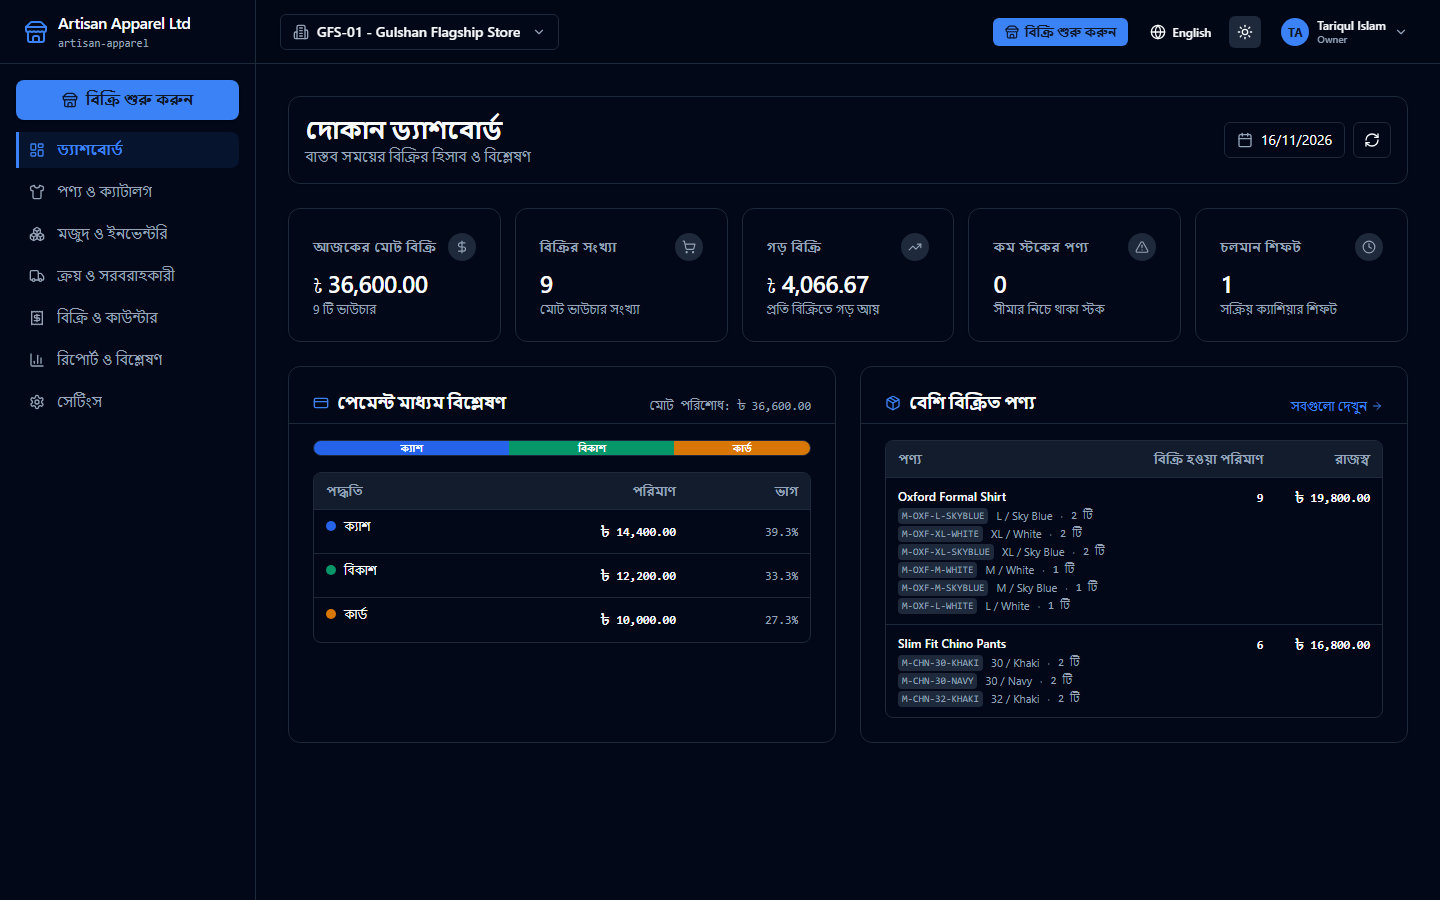 Artisan Apparel Ltd
artisan-apparel
GFS-01 - Gulshan Flagship Store
বিক্রি শুরু করুন
English
TA
Tariqul Islam
Owner
বিক্রি শুরু করুন
ড্যাশবোর্ড
পণ্য ও ক্যাটালগ
মজুদ ও ইনভেন্টরি
ক্রয় ও সরবরাহকারী
বিক্রি ও কাউন্টার
রিপোর্ট ও বিশ্লেষণ
সেটিংস
দোকান ড্যাশবোর্ড
বাস্তব সময়ের বিক্রির হিসাব ও বিশ্লেষণ
16/11/2026
আজকের মোট বিক্রি
৳ 36,600.00
9 টি ভাউচার
বিক্রির সংখ্যা
9
মোট ভাউচার সংখ্যা
গড় বিক্রি
৳ 4,066.67
প্রতি বিক্রিতে গড় আয়
কম স্টকের পণ্য
0
সীমার নিচে থাকা স্টক
চলমান শিফট
1
সক্রিয় ক্যাশিয়ার শিফট
পেমেন্ট মাধ্যম বিশ্লেষণ
মোট পরিশোধ: ৳ 36,600.00
ক্যাশ বিকাশ কার্ড
পদ্ধতি পরিমাণ ভাগ
ক্যাশ ৳ 14,400.00 39.3%
বিকাশ ৳ 12,200.00 33.3%
কার্ড ৳ 10,000.00 27.3%
বেশি বিক্রিত পণ্য
সবগুলো দেখুন →
পণ্য বিক্রি হওয়া পরিমাণ রাজস্ব
Oxford Formal Shirt 9 ৳ 19,800.00
M-OXF-L-SKYBLUE L / Sky Blue · 2 টি
M-OXF-XL-WHITE XL / White · 2 টি
M-OXF-XL-SKYBLUE XL / Sky Blue · 2 টি
M-OXF-M-WHITE M / White · 1 টি
M-OXF-M-SKYBLUE M / Sky Blue · 1 টি
M-OXF-L-WHITE L / White · 1 টি
Slim Fit Chino Pants 6 ৳ 16,800.00
M-CHN-30-KHAKI 30 / Khaki · 2 টি
M-CHN-30-NAVY 30 / Navy · 2 টি
M-CHN-32-KHAKI 32 / Khaki · 2 টি